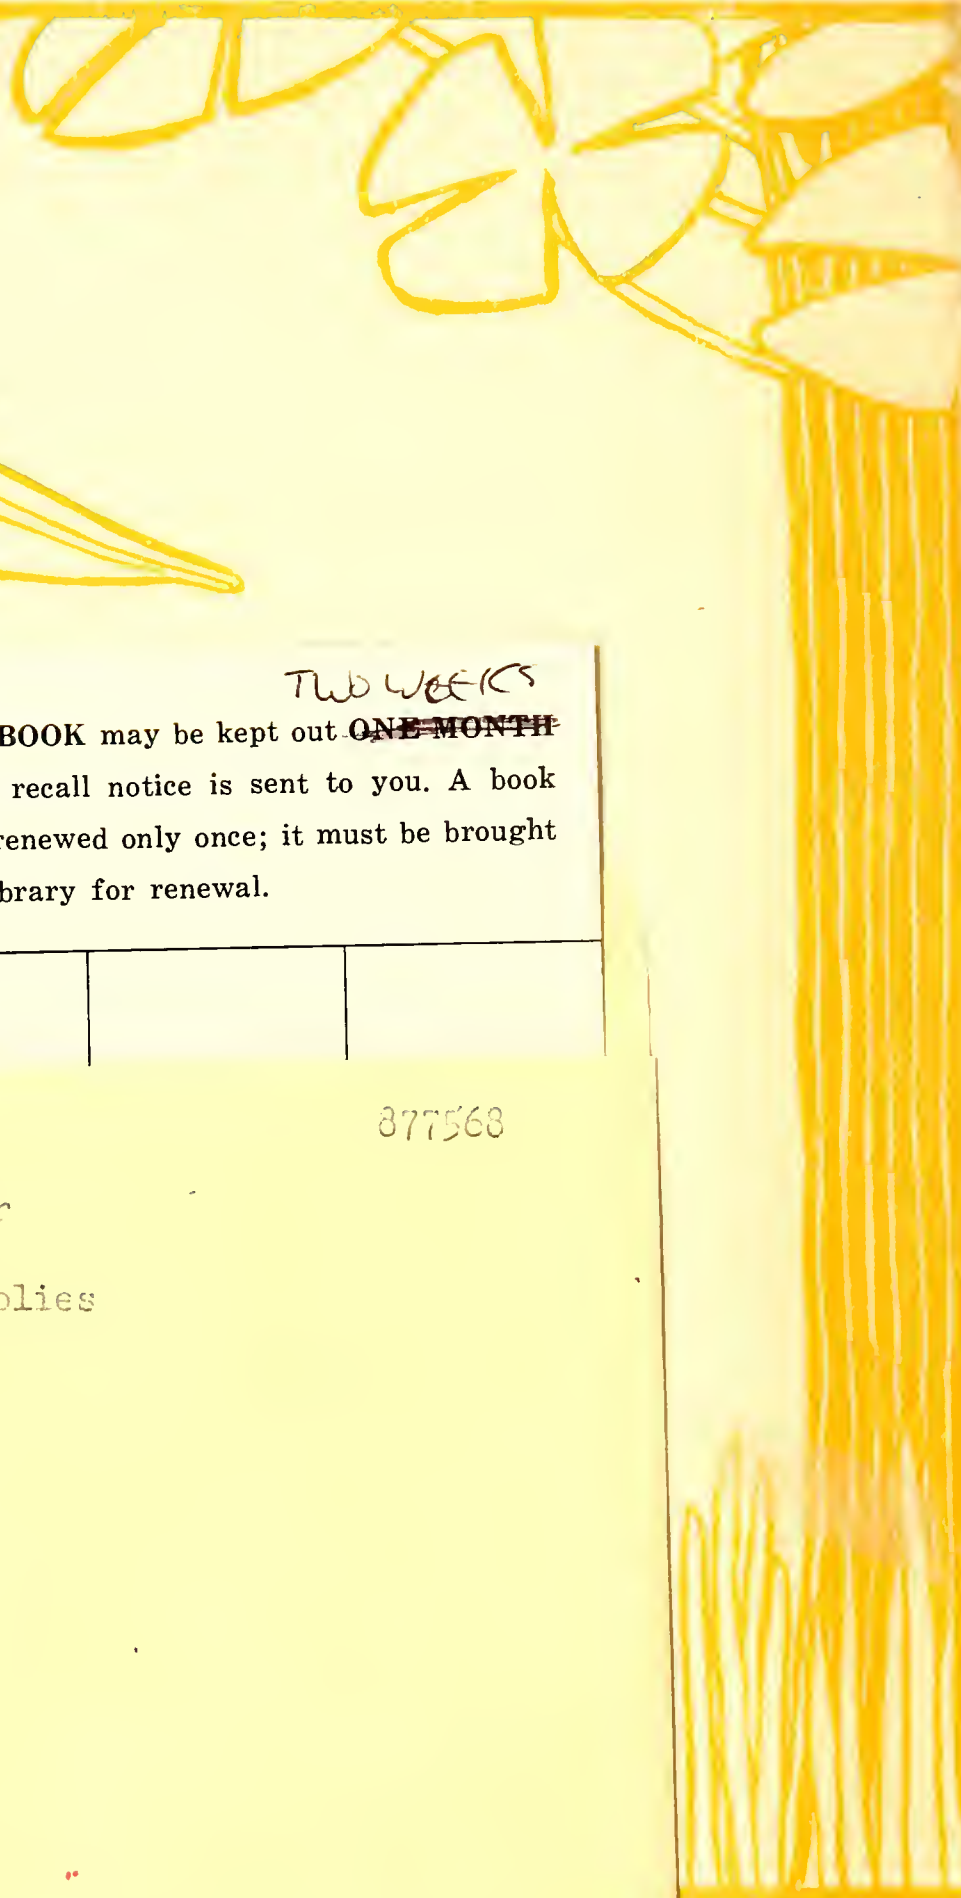 TWO WEEKS
BOOK may be kept out ONE MONTH
recall notice is sent to you. A book
renewed only once; it must be brought
brary for renewal.
877568
plies